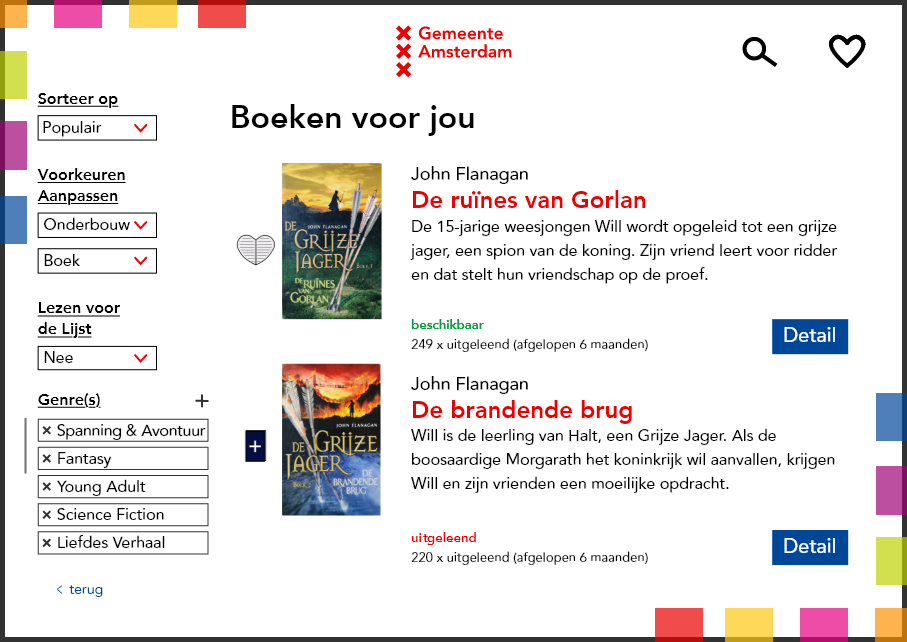 Gemeente
Amsterdam
Sorteer op
Populair
Voorkeuren
Aanpassen
Onderbouw
Boek
Lezen voor
de Lijst
Nee
Genre(s) +
× Spanning & Avontuur
× Fantasy
× Young Adult
× Science Fiction
× Liefdes Verhaal
< terug
Boeken voor jou
JOHN FLANAGAN
DE
GRIJZE
JAGER
DE RUÏNES
VAN
GORLAN
John Flanagan
De ruïnes van Gorlan
De 15-jarige weesjongen Will wordt opgeleid tot een grijze
jager, een spion van de koning. Zijn vriend leert voor ridder
en dat stelt hun vriendschap op de proef.
beschikbaar
249 x uitgeleend (afgelopen 6 maanden)
Detail
+
JOHN FLANAGAN
DE GRIJZE
JAGER
DE
BRANDENDE
BRUG
John Flanagan
De brandende brug
Will is de leerling van Halt, een Grijze Jager. Als de
boosaardige Morgarath het koninkrijk wil aanvallen, krijgen
Will en zijn vrienden een moeilijke opdracht.
uitgeleend
220 x uitgeleend (afgelopen 6 maanden)
Detail